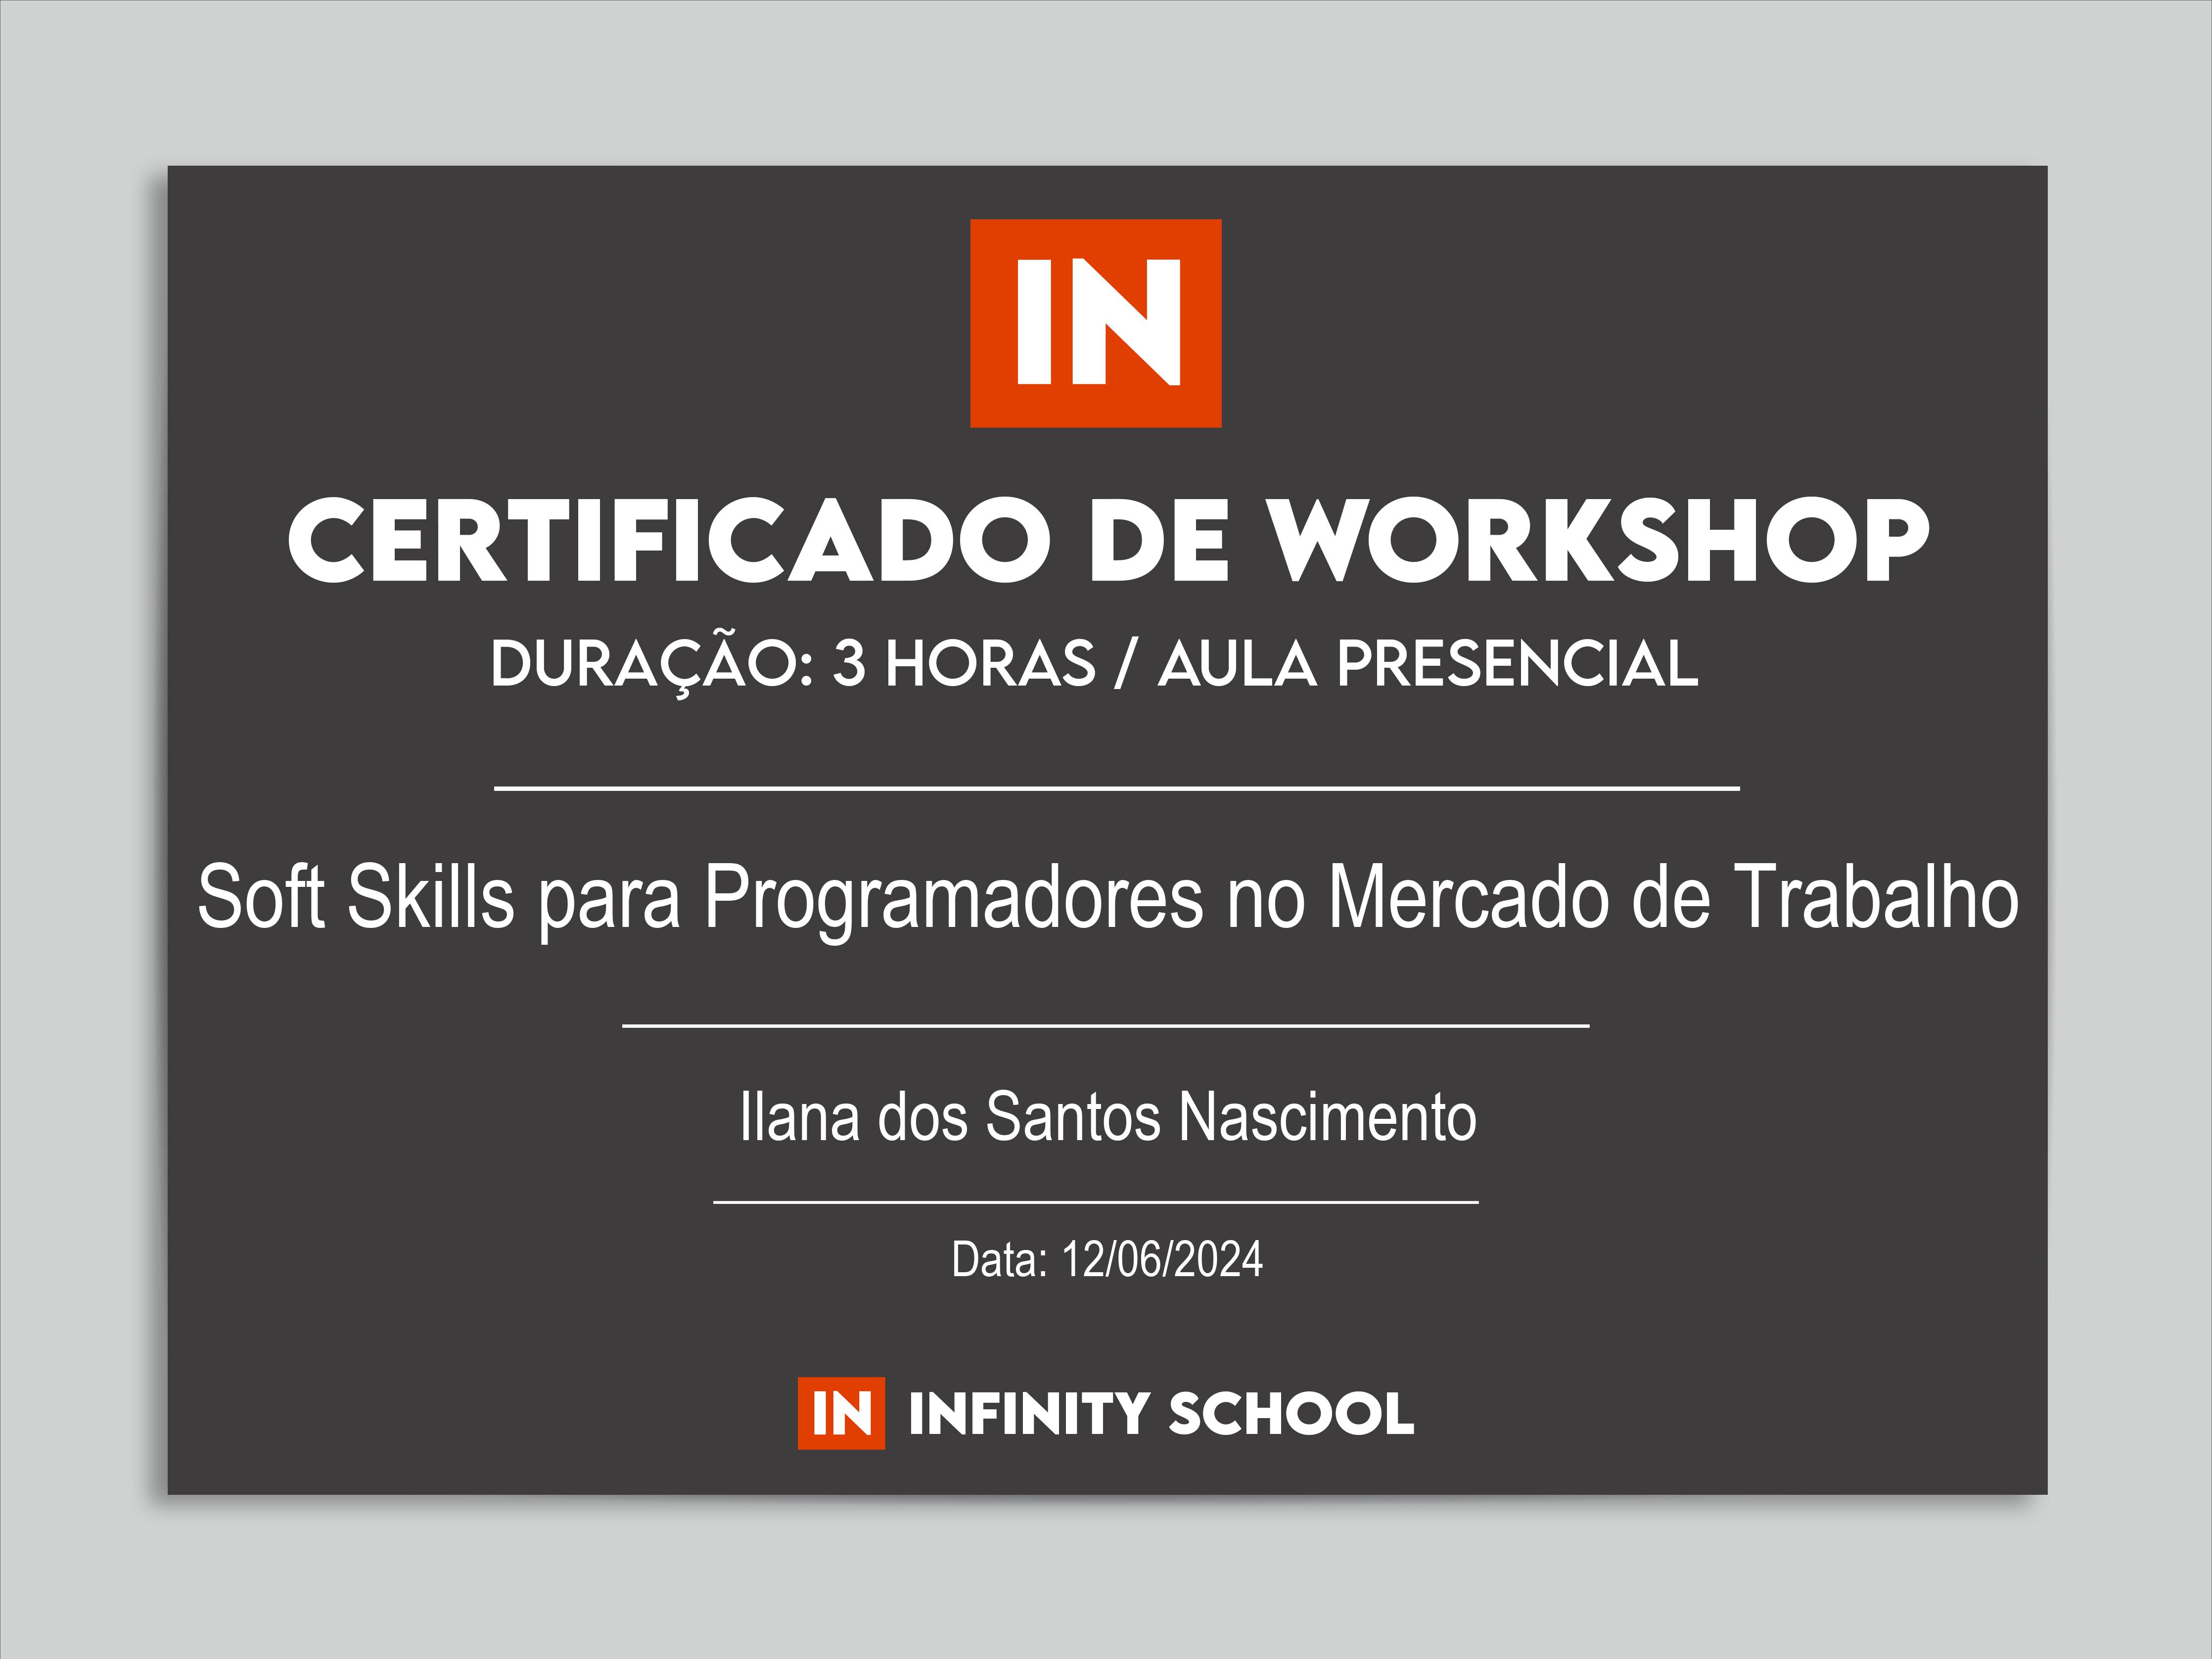 IN
CERTIFICADO DE WORKSHOP
DURAÇÃO: 3 HORAS / AULA PRESENCIAL
Soft Skills para Programadores no Mercado de Trabalho
Ilana dos Santos Nascimento
Data: 12/06/2024
IN INFINITY SCHOOL